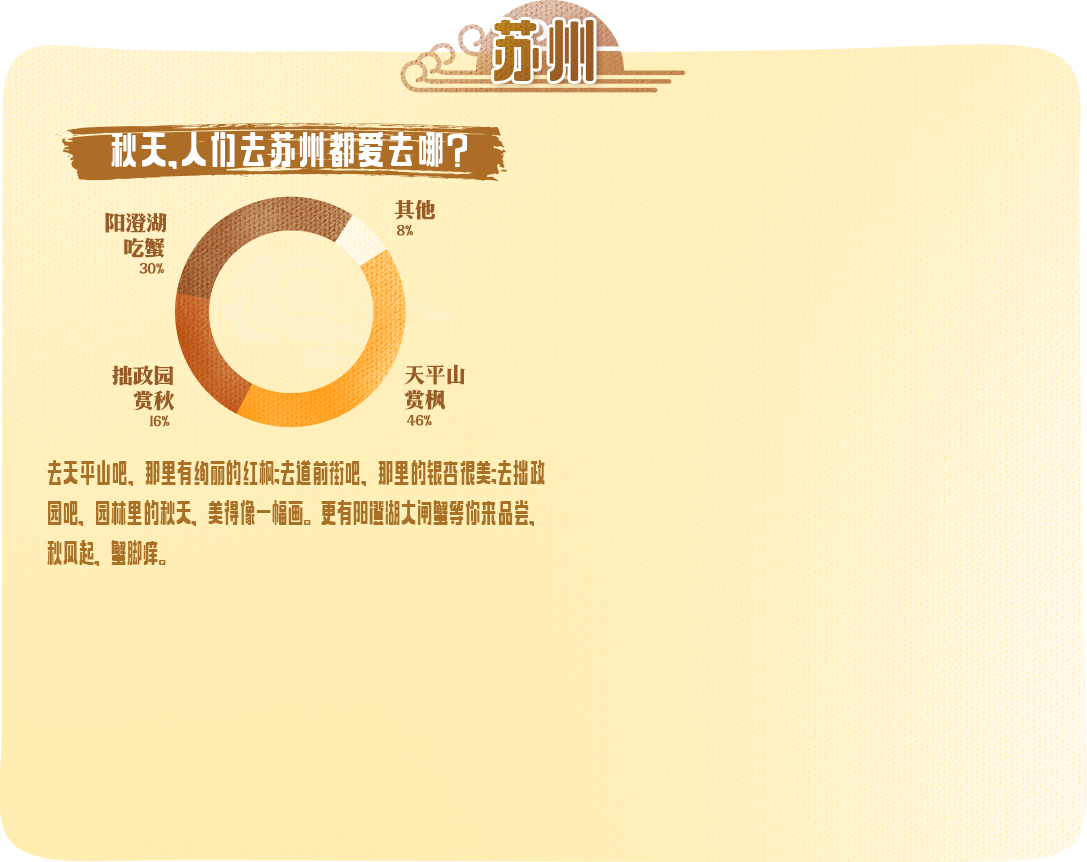 苏州
秋天,人们去苏州都爱去哪?
阳澄湖
吃蟹
30%
其他
8%
拙政园
赏秋
16%
天平山
赏枫
46%
去天平山吧、那里有绚丽的红枫;去道前街吧、那里的银杏很美;去拙政
园吧、园林里的秋天、美得像一幅画。更有阳澄湖大闸蟹等你来品尝、
秋风起、蟹脚痒。